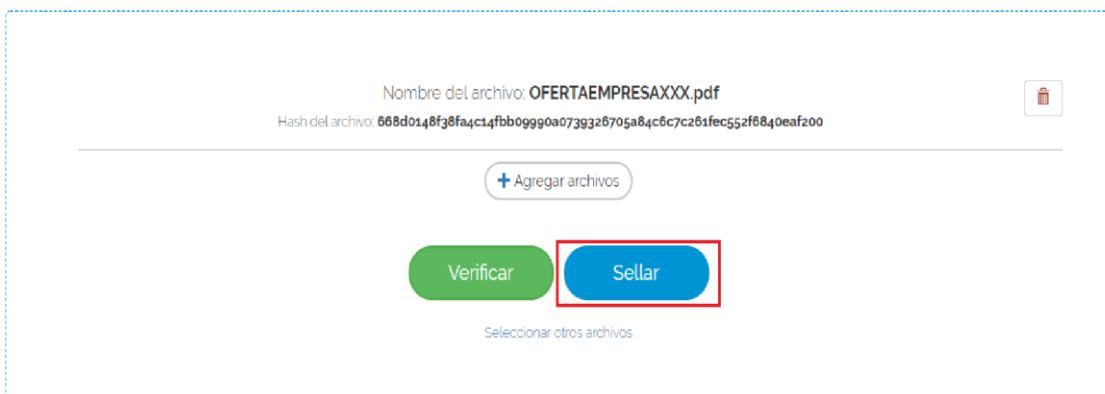 Nombre del archivo: OFERTAEMPRESAXXX.pdf
Hash del archivo: 668d0148f38fa4c14fbb09990a0739326705a84c6c7c261fec552f6840eaf200
Agregar archivos
Verificar
Sellar
Seleccionar otros archivos